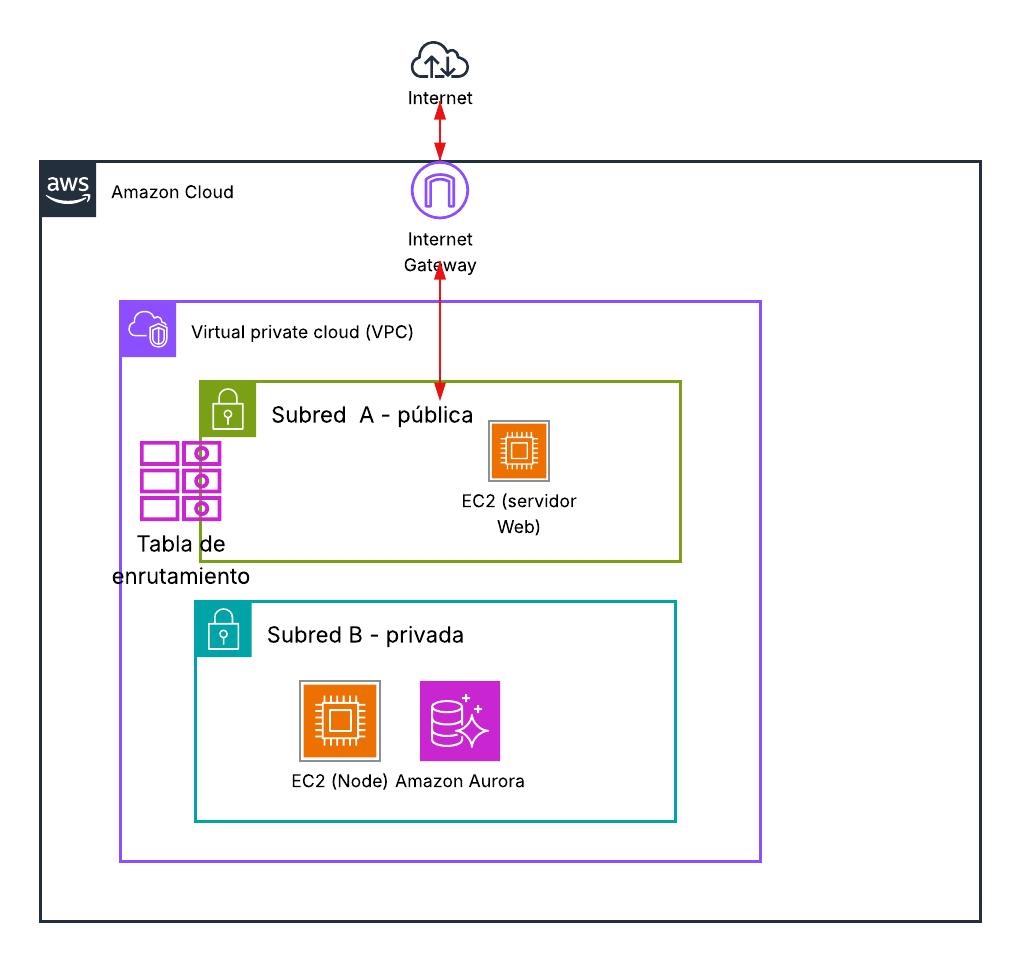 Internet
aws
Amazon Cloud
Internet
Gateway
Virtual private cloud (VPC)
Subred A - pública
EC2 (servidor
Web)
Tabla de
enrutamiento
Subred B - privada
EC2 (Node)
Amazon Aurora